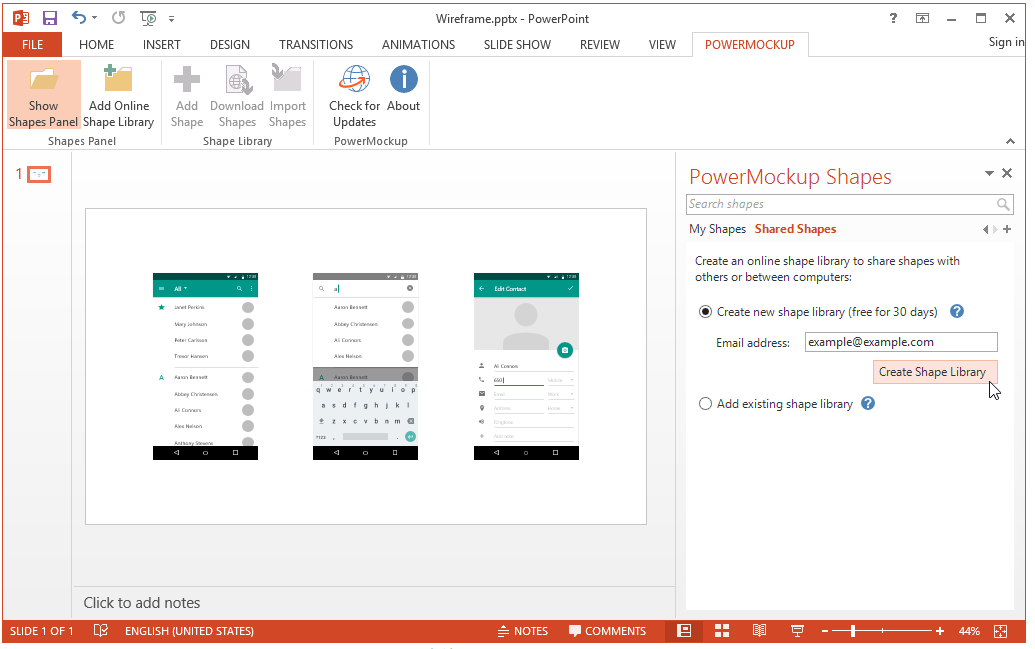 Wireframe.pptx - PowerPoint
?
FILE HOME INSERT DESIGN TRANSITIONS ANIMATIONS SLIDE SHOW REVIEW VIEW POWERMOCKUP Sign in
Show Shapes Panel
Add Online Shape Library
Add Shape
Download Shapes
Import Shapes
Check for Updates
About
Shapes Panel Shape Library PowerMockup
1
All
Janet Perkins
Mary Johnson
Peter Carlsson
Trevor Hansen
A Aaron Bennett
Abbey Christensen
Ali Connors
Alex Nelson
Anthony Stevens
a
Aaron Bennett
Abbey Christensen
Ali Connors
Alex Nelson
A Aaron Bennett
q w e r t y u i o p
a s d f g h j k l
z x c v b n m
?123 , .
Edit Contact
Ali Connors
650 Mobile
Email Work
Address Home
Ringtone
Add note
PowerMockup Shapes
Search shapes
My Shapes Shared Shapes
Create an online shape library to share shapes with
others or between computers:
Create new shape library (free for 30 days) ?
Email address: example@example.com
Create Shape Library
Add existing shape library ?
Click to add notes
SLIDE 1 OF 1 ENGLISH (UNITED STATES) NOTES COMMENTS 44%